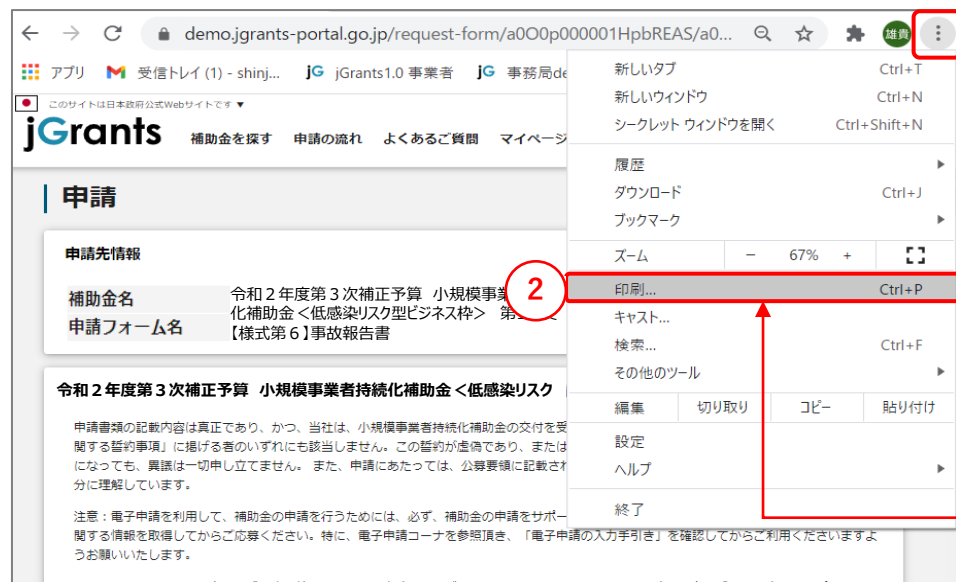 demo.jgrants-portal.go.jp/request-form/a0O0p000001HpbREAS/a0...
雄貴
アプリ 受信トレイ (1) - shinj... jG jGrants1.0 事業者 jG 事務局de
このサイトは日本政府公式Webサイトです ▼
jGrants 補助金を探す 申請の流れ よくあるご質問 マイページ
申請
申請先情報
補助金名 令和２年度第３次補正予算 小規模事
化補助金＜低感染リスク型ビジネス枠＞
申請フォーム名 【様式第６】事故報告書
令和２年度第３次補正予算 小規模事業者持続化補助金＜低感染リスク
申請書類の記載内容は真正であり、かつ、当社は、小規模事業者持続化補助金の交付を受
関する誓約事項」に掲げる者のいずれにも該当しません。この誓約が虚偽であり、または
になっても、異議は一切申し立てません。 また、申請にあたっては、公募要領に記載され
分に理解しています。
注意：電子申請を利用して、補助金の申請を行うためには、必ず、補助金の申請をサポー
関する情報を取得してからご応募ください。特に、電子申請コーナを参照頂き、「電子申請の入力手引き」を確認してからご利用くださいますよ
うお願いいたします。
新しいタブ Ctrl+T
新しいウィンドウ Ctrl+N
シークレット ウィンドウを開く Ctrl+Shift+N
履歴
ダウンロード Ctrl+J
ブックマーク
ズーム － 67% +
2
印刷... Ctrl+P
キャスト...
検索... Ctrl+F
その他のツール
編集 切り取り コピー 貼り付け
設定
ヘルプ
終了